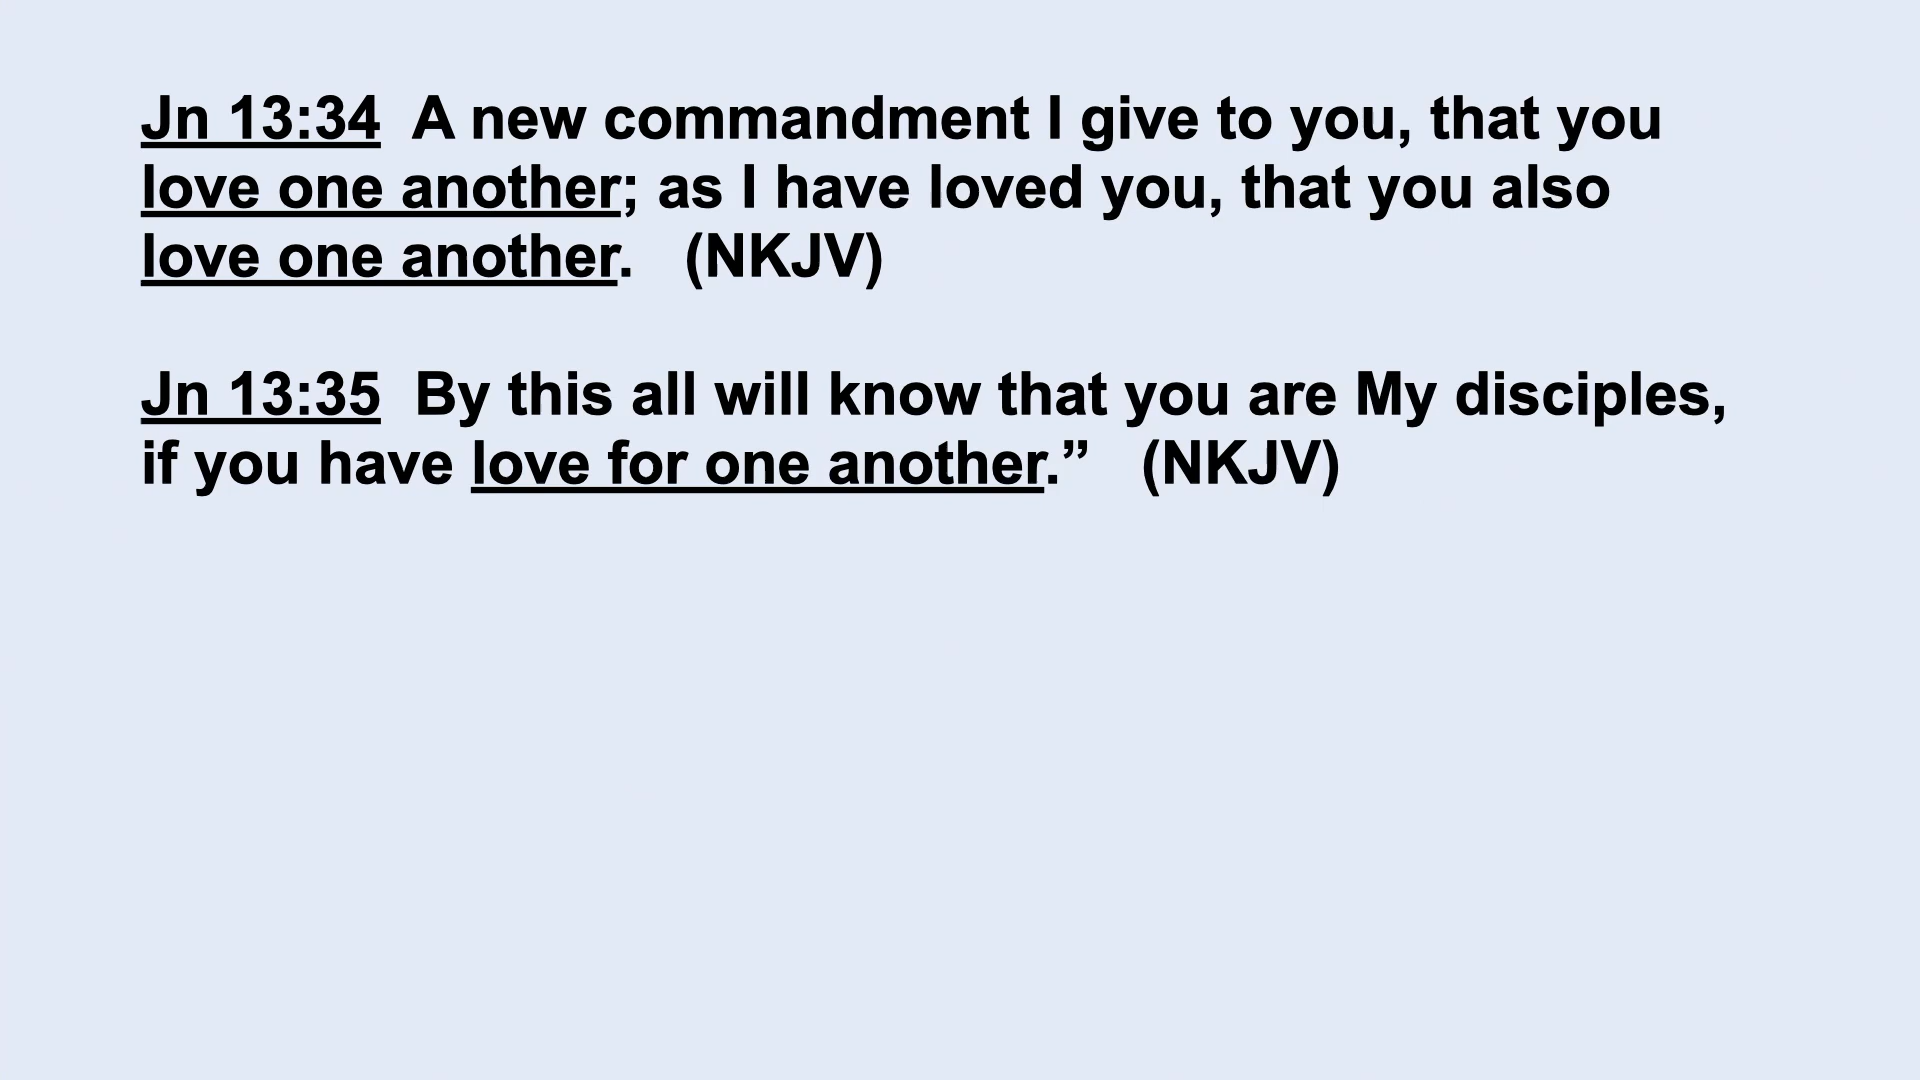 Jn 13:34  A new commandment I give to you, that you
love one another; as I have loved you, that you also
love one another.   (NKJV)
Jn 13:35  By this all will know that you are My disciples,
if you have love for one another.”   (NKJV)